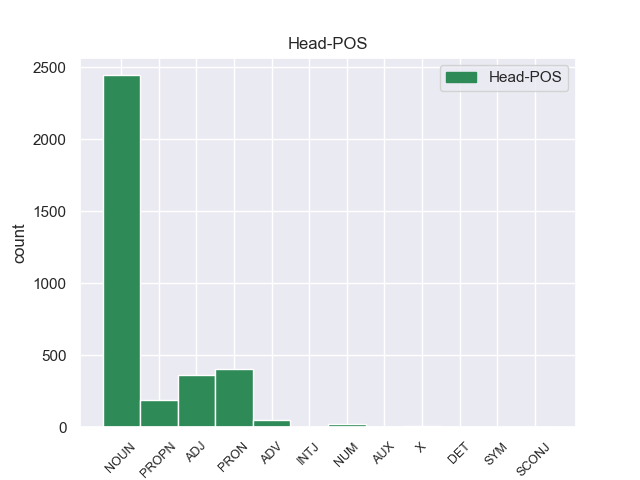 Head-POS
Head-POS
2500
2000
1500
1000
500
0
count
NOUN
PROPN
ADJ
PRON
ADV
INTJ
NUM
AUX
X
DET
SYM
SCONJ